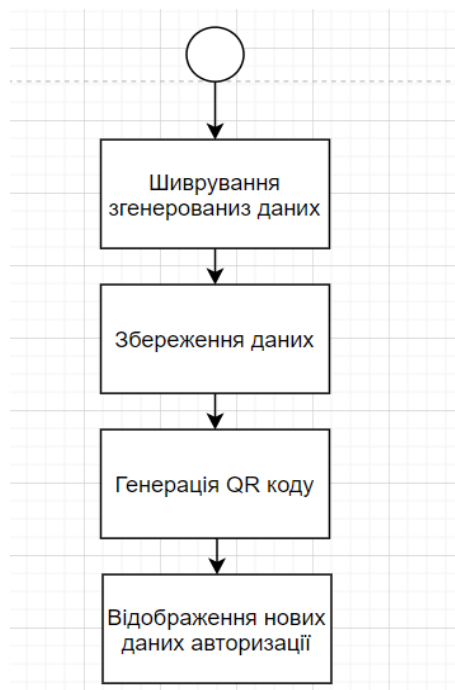 Шиврування
згенерованиз даних
Збереження даних
Генерація QR коду
Відображення нових
даних авторизації